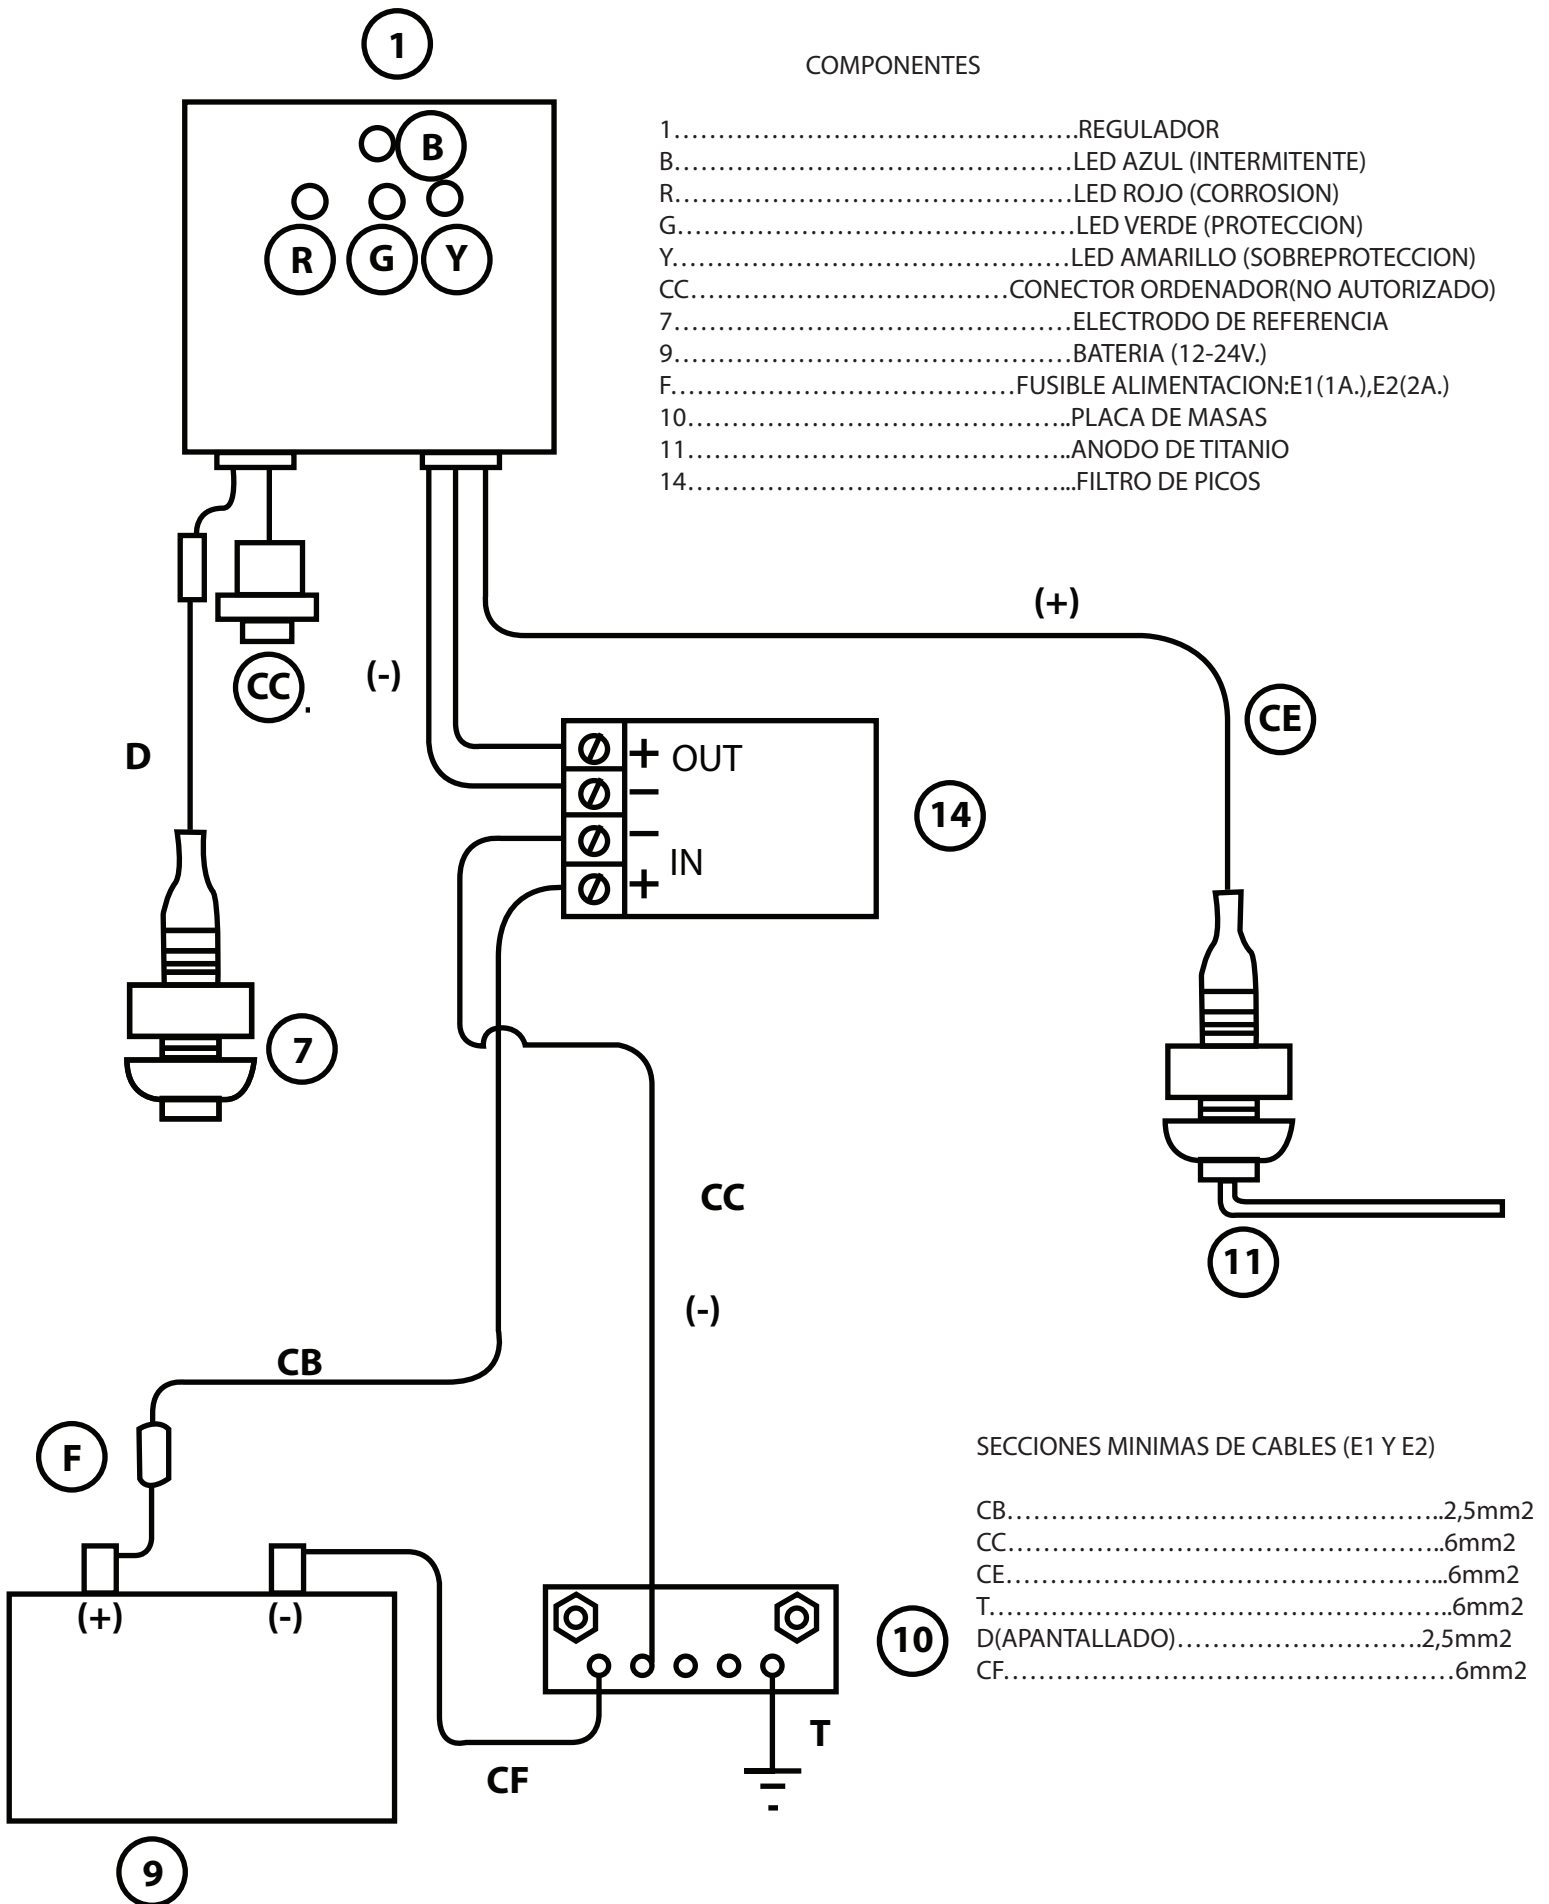 1
COMPONENTES
B
R
G
Y
1……………………………………….REGULADOR
B………………………………………LED AZUL (INTERMITENTE)
R………………………………………LED ROJO (CORROSION)
G………………………………………LED VERDE (PROTECCION)
Y………………………………………LED AMARILLO (SOBREPROTECCION)
CC………………………………CONECTOR ORDENADOR(NO AUTORIZADO)
7………………………………………ELECTRODO DE REFERENCIA
9………………………………………BATERIA (12-24V.)
F…………………………………FUSIBLE ALIMENTACION:E1(1A.),E2(2A.)
10……………………………………..PLACA DE MASAS
11……………………………………..ANODO DE TITANIO
14……………………………………...FILTRO DE PICOS
(+)
CC.
(-)
CE
D
+ OUT
−
− IN
+
14
7
CC
11
(-)
CB
F
SECCIONES MINIMAS DE CABLES (E1 Y E2)
CB…………………………………………..2,5mm2
CC…………………………………………..6mm2
CE…………………………………………...6mm2
T……………………………………………..6mm2
D(APANTALLADO)……………………….2,5mm2
CF……………………………………………6mm2
(+)
(-)
10
T
CF
9